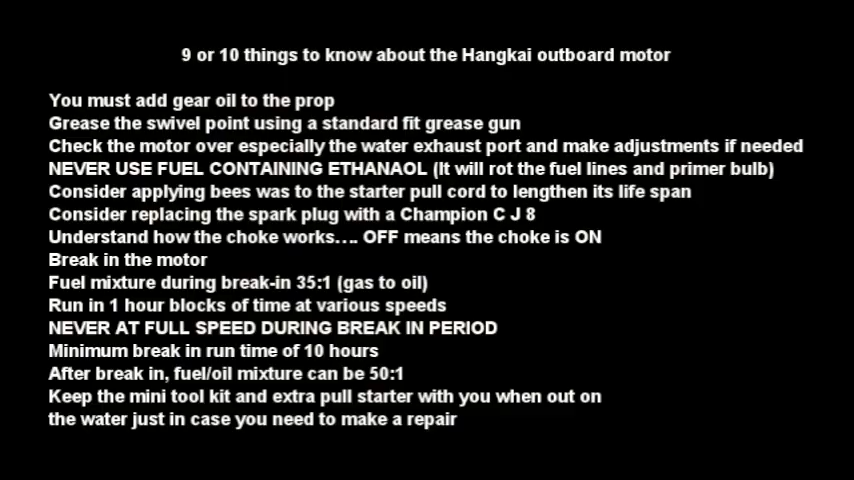 9 or 10 things to know about the Hangkai outboard motor
You must add gear oil to the prop
Grease the swivel point using a standard fit grease gun
Check the motor over especially the water exhaust port and make adjustments if needed
NEVER USE FUEL CONTAINING ETHANAOL (It will rot the fuel lines and primer bulb)
Consider applying bees was to the starter pull cord to lengthen its life span
Consider replacing the spark plug with a Champion C J 8
Understand how the choke works…. OFF means the choke is ON
Break in the motor
Fuel mixture during break-in 35:1 (gas to oil)
Run in 1 hour blocks of time at various speeds
NEVER AT FULL SPEED DURING BREAK IN PERIOD
Minimum break in run time of 10 hours
After break in, fuel/oil mixture can be 50:1
Keep the mini tool kit and extra pull starter with you when out on
the water just in case you need to make a repair